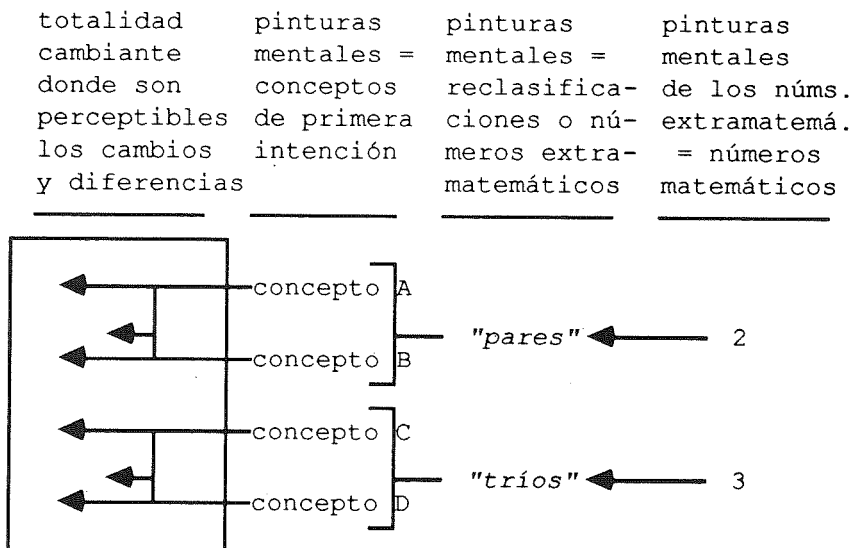 totalidad
cambiante
donde son
perceptibles
los cambios
y diferencias
pinturas
mentales =
conceptos
de primera
intención
pinturas
mentales =
reclasifica-
ciones o nú-
meros extra-
matemáticos
pinturas
mentales
de los núms.
extramatemá.
= números
matemáticos
concepto A
concepto B
"pares" 2
concepto C
concepto D
"tríos" 3